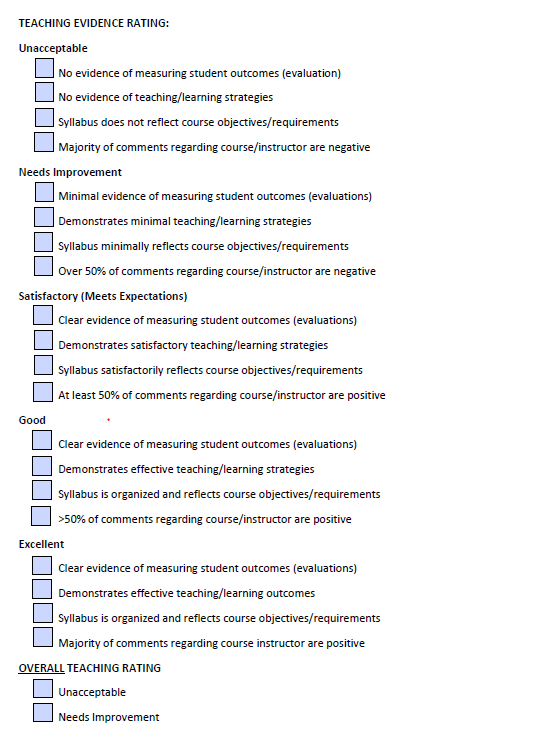 TEACHING EVIDENCE RATING:
Unacceptable
No evidence of measuring student outcomes (evaluation)
No evidence of teaching/learning strategies
Syllabus does not reflect course objectives/requirements
Majority of comments regarding course/instructor are negative
Needs Improvement
Minimal evidence of measuring student outcomes (evaluations)
Demonstrates minimal teaching/learning strategies
Syllabus minimally reflects course objectives/requirements
Over 50% of comments regarding course/instructor are negative
Satisfactory (Meets Expectations)
Clear evidence of measuring student outcomes (evaluations)
Demonstrates satisfactory teaching/learning strategies
Syllabus satisfactorily reflects course objectives/requirements
At least 50% of comments regarding course/instructor are positive
Good
Clear evidence of measuring student outcomes (evaluations)
Demonstrates effective teaching/learning strategies
Syllabus is organized and reflects course objectives/requirements
>50% of comments regarding course/instructor are positive
Excellent
Clear evidence of measuring student outcomes (evaluations)
Demonstrates effective teaching/learning outcomes
Syllabus is organized and reflects course objectives/requirements
Majority of comments regarding course instructor are positive
OVERALL TEACHING RATING
Unacceptable
Needs Improvement